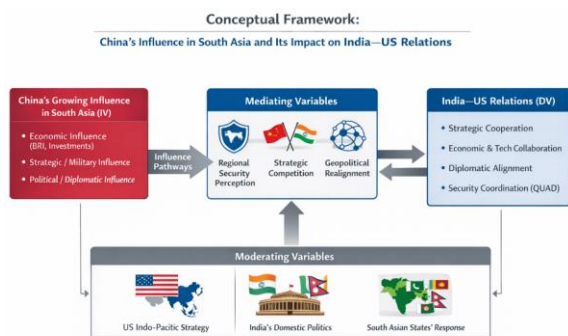 Conceptual Framework:
China's Influence in South Asia and Its Impact on India—US Relations
China's Growing Influence
in South Asia (IV)
• Economic Influence
(BRI, Investments)
• Strategic / Military Influence
• Political / Diplomatic Influence
Influence
Pathways
Mediating Variables
Regional
Security
Perception
Strategic
Competition
Geopolitical
Realignment
India—US Relations (DV)
• Strategic Cooperation
• Economic & Tech Collaboration
• Diplomatic Alignment
• Security Coordination (QUAD)
Moderating Variables
US Indo-Pacific Strategy
India's Domestic Politics
South Asian States' Response